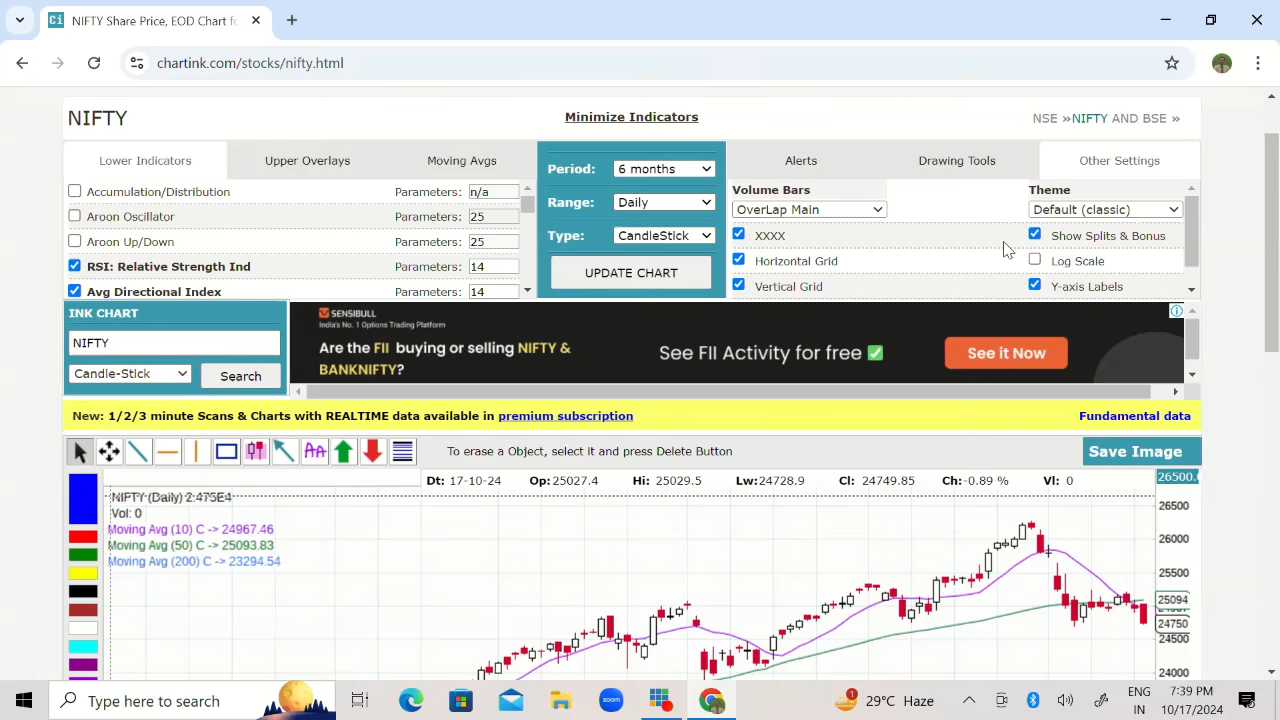 NIFTY Share Price, EOD Chart fo
chartink.com/stocks/nifty.html
NIFTY
Minimize Indicators
NSE »NIFTY AND BSE »
Lower Indicators
Upper Overlays
Moving Avgs
Period: 6 months
Alerts
Drawing Tools
Other Settings
Accumulation/Distribution Parameters: n/a
Aroon Oscillator Parameters: 25
Aroon Up/Down Parameters: 25
RSI: Relative Strength Ind Parameters: 14
Avg Directional Index Parameters: 14
Range: Daily
Type: CandleStick
UPDATE CHART
Volume Bars
OverLap Main
XXXX
Horizontal Grid
Vertical Grid
Theme
Default (classic)
Show Splits & Bonus
Log Scale
Y-axis Labels
INK CHART
NIFTY
Candle-Stick
Search
SENSIBULL
India's No. 1 Options Trading Platform
Are the FII buying or selling NIFTY &
BANKNIFTY?
See FII Activity for free
See it Now
New: 1/2/3 minute Scans & Charts with REALTIME data available in premium subscription
Fundamental data
AA
To erase a Object, select it and press Delete Button
Save Image
Dt: 17-10-24 Op:25027.4 Hi: 25029.5 Lw:24728.9 Cl: 24749.85 Ch:-0.89 % Vl: 0
NIFTY (Daily) 2.475E4
Vol: 0
Moving Avg (10) C -> 24967.46
Moving Avg (50) C -> 25093.83
Moving Avg (200) C -> 23294.54
26500.
26500
26000
25500
25094
24750
24500
24000
Type here to search
zoom
1
29°C Haze
ENG
IN
7:39 PM
10/17/2024